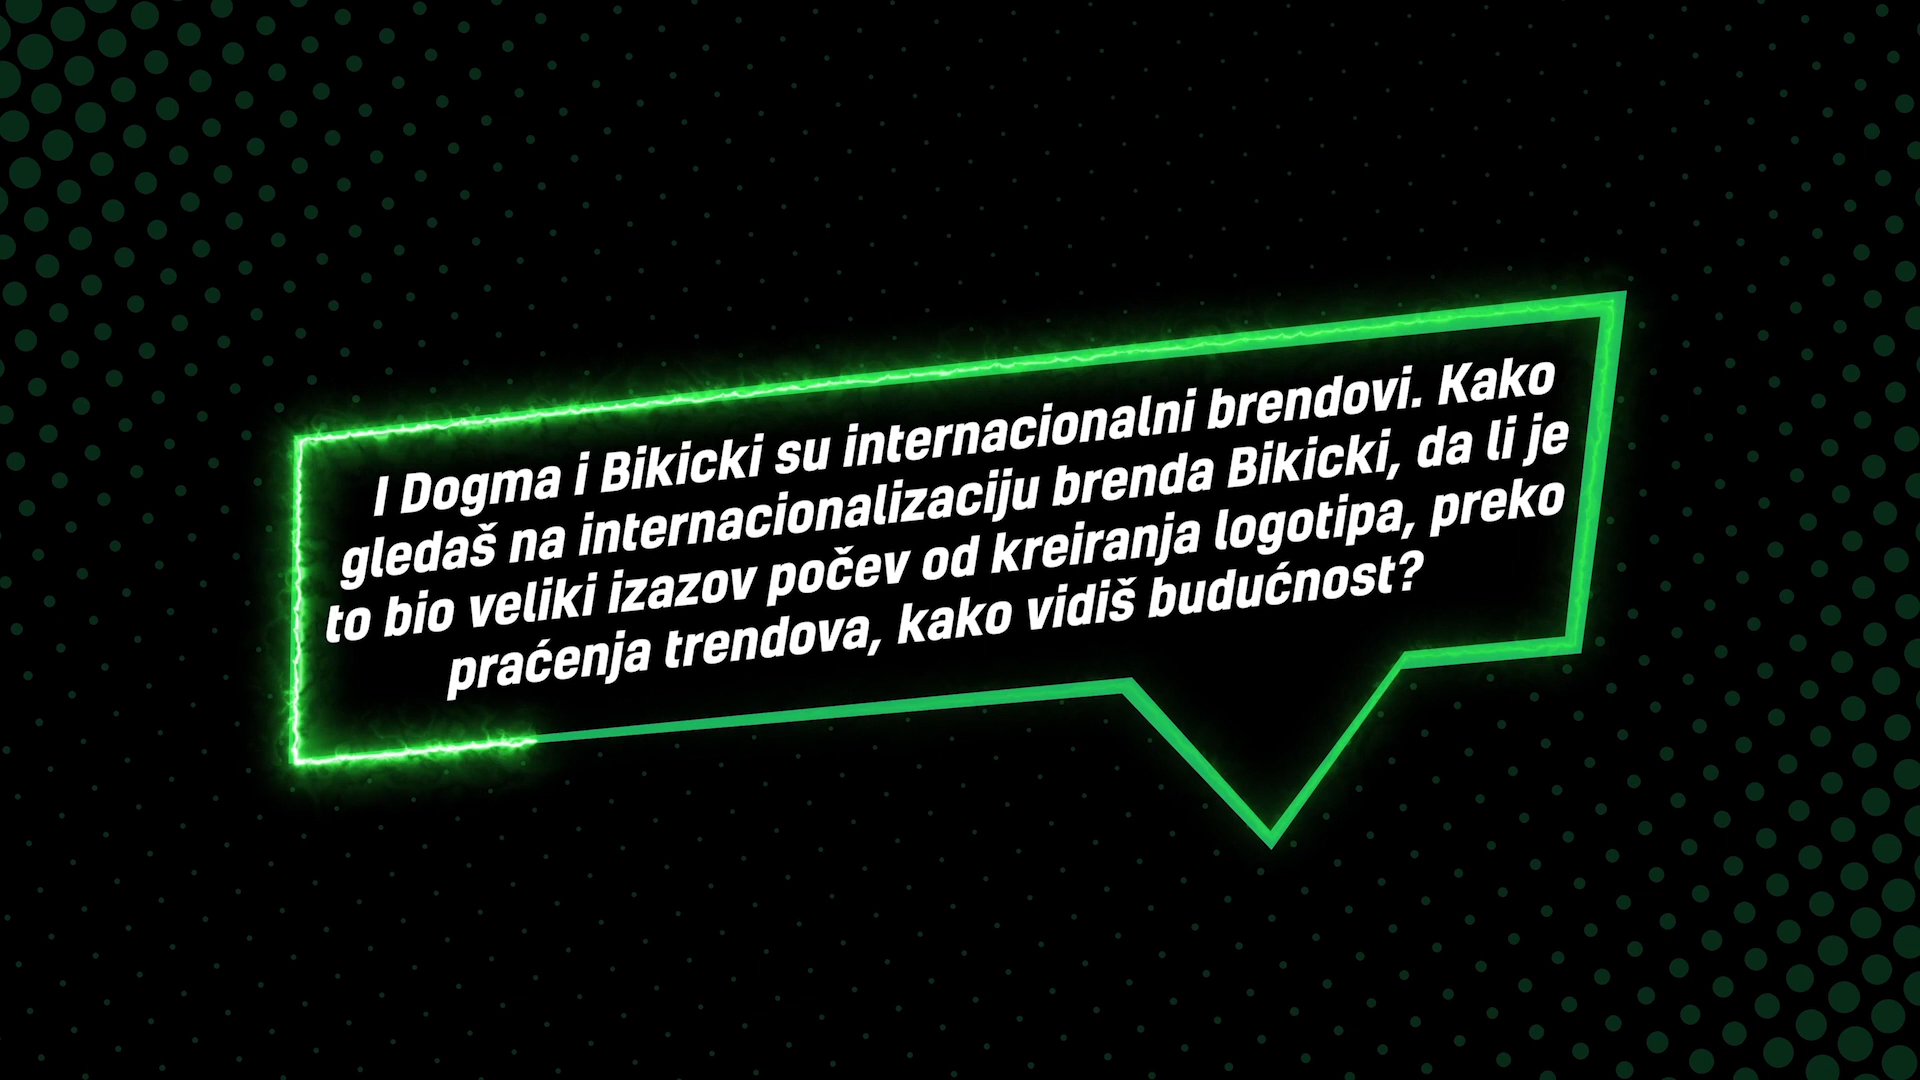 I Dogma i Bikicki su internacionalni brendovi. Kako
gledaš na internacionalizaciju brenda Bikicki, da li je
to bio veliki izazov počev od kreiranja logotipa, preko
praćenja trendova, kako vidiš budućnost?